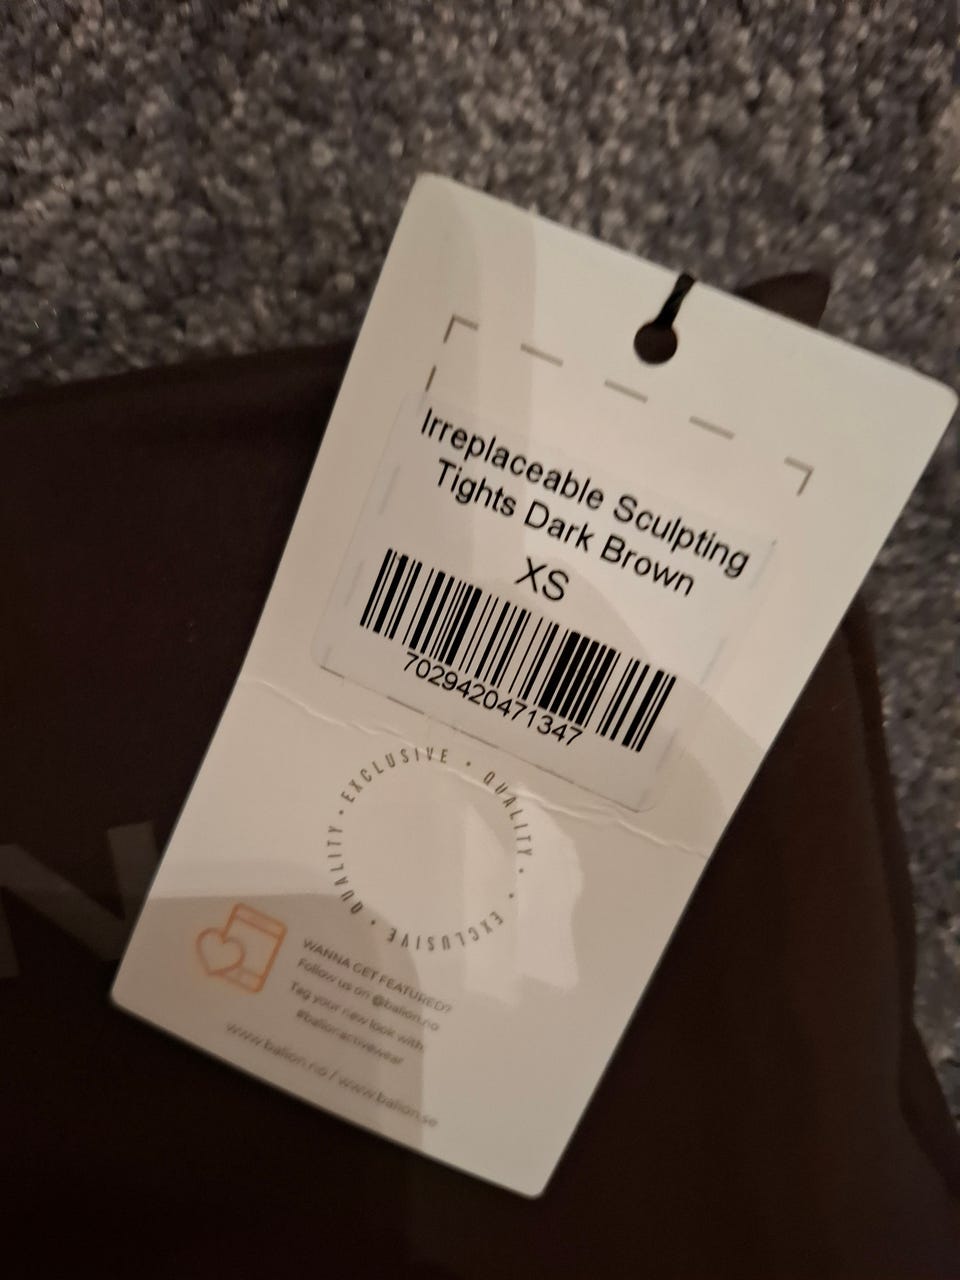 Irreplaceable Sculpting
Tights Dark Brown
XS
7029420471347
EXCLUSIVE • QUALITY • EXCLUSIVE • QUALITY •
WANNA GET FEATURED?
Follow us on @balion.no
Tag your new look with:
#balionactivewear
www.balion.no / www.balion.se
N